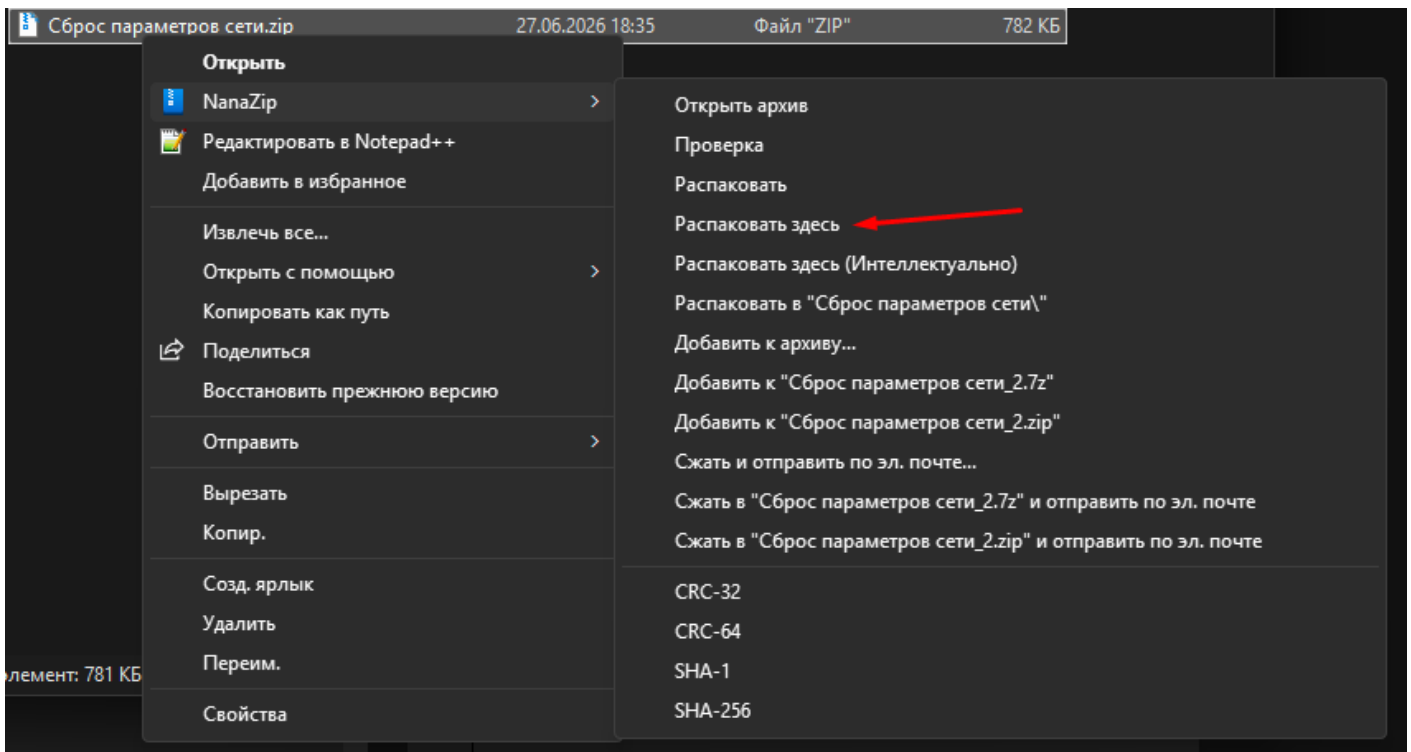 Сброс параметров сети.zip 27.06.2026 18:35 Файл "ZIP" 782 КБ
Открыть
NanaZip
Редактировать в Notepad++
Добавить в избранное
Извлечь все...
Открыть с помощью
Копировать как путь
Поделиться
Восстановить прежнюю версию
Отправить
Вырезать
Копир.
Созд. ярлык
Удалить
Переим.
Свойства
Открыть архив
Проверка
Распаковать
Распаковать здесь
Распаковать здесь (Интеллектуально)
Распаковать в "Сброс параметров сети\"
Добавить к архиву...
Добавить к "Сброс параметров сети_2.7z"
Добавить к "Сброс параметров сети_2.zip"
Сжать и отправить по эл. почте...
Сжать в "Сброс параметров сети_2.7z" и отправить по эл. почте
Сжать в "Сброс параметров сети_2.zip" и отправить по эл. почте
CRC-32
CRC-64
SHA-1
SHA-256
лемент: 781 КБ